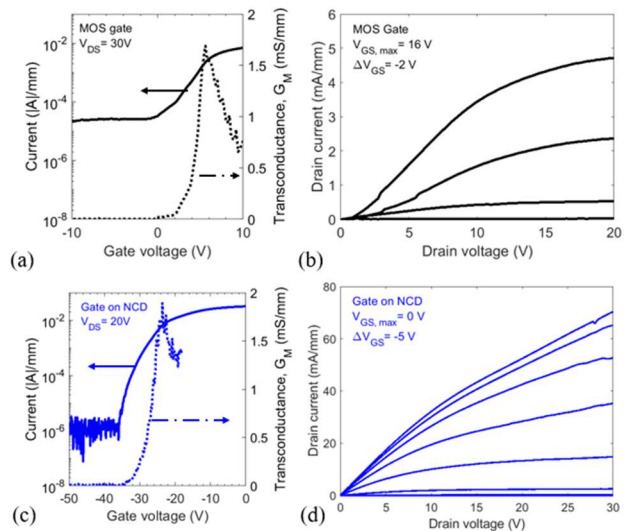 MOS gate
V_DS= 30V
Current (|A|/mm)
10^-2
10^-4
10^-6
10^-8
-10
-5
0
5
10
Gate voltage (V)
2
1.5
1
0.5
0
Transconductance, G_M (mS/mm)
(a)
MOS Gate
V_GS, max= 16 V
ΔV_GS= -2 V
Drain current (mA/mm)
6
5
4
3
2
1
0
0
5
10
15
20
Drain voltage (V)
(b)
Gate on NCD
V_DS= 20V
Current (|A|/mm)
10^-2
10^-4
10^-6
10^-8
-50
-40
-30
-20
-10
-0
Gate voltage (V)
2
1.5
1
0.5
0
Transconductance, G_M (mS/mm)
(c)
Gate on NCD
V_GS, max= 0 V
ΔV_GS= -5 V
Drain current (mA/mm)
80
60
40
20
0
0
5
10
15
20
25
30
Drain voltage (V)
(d)